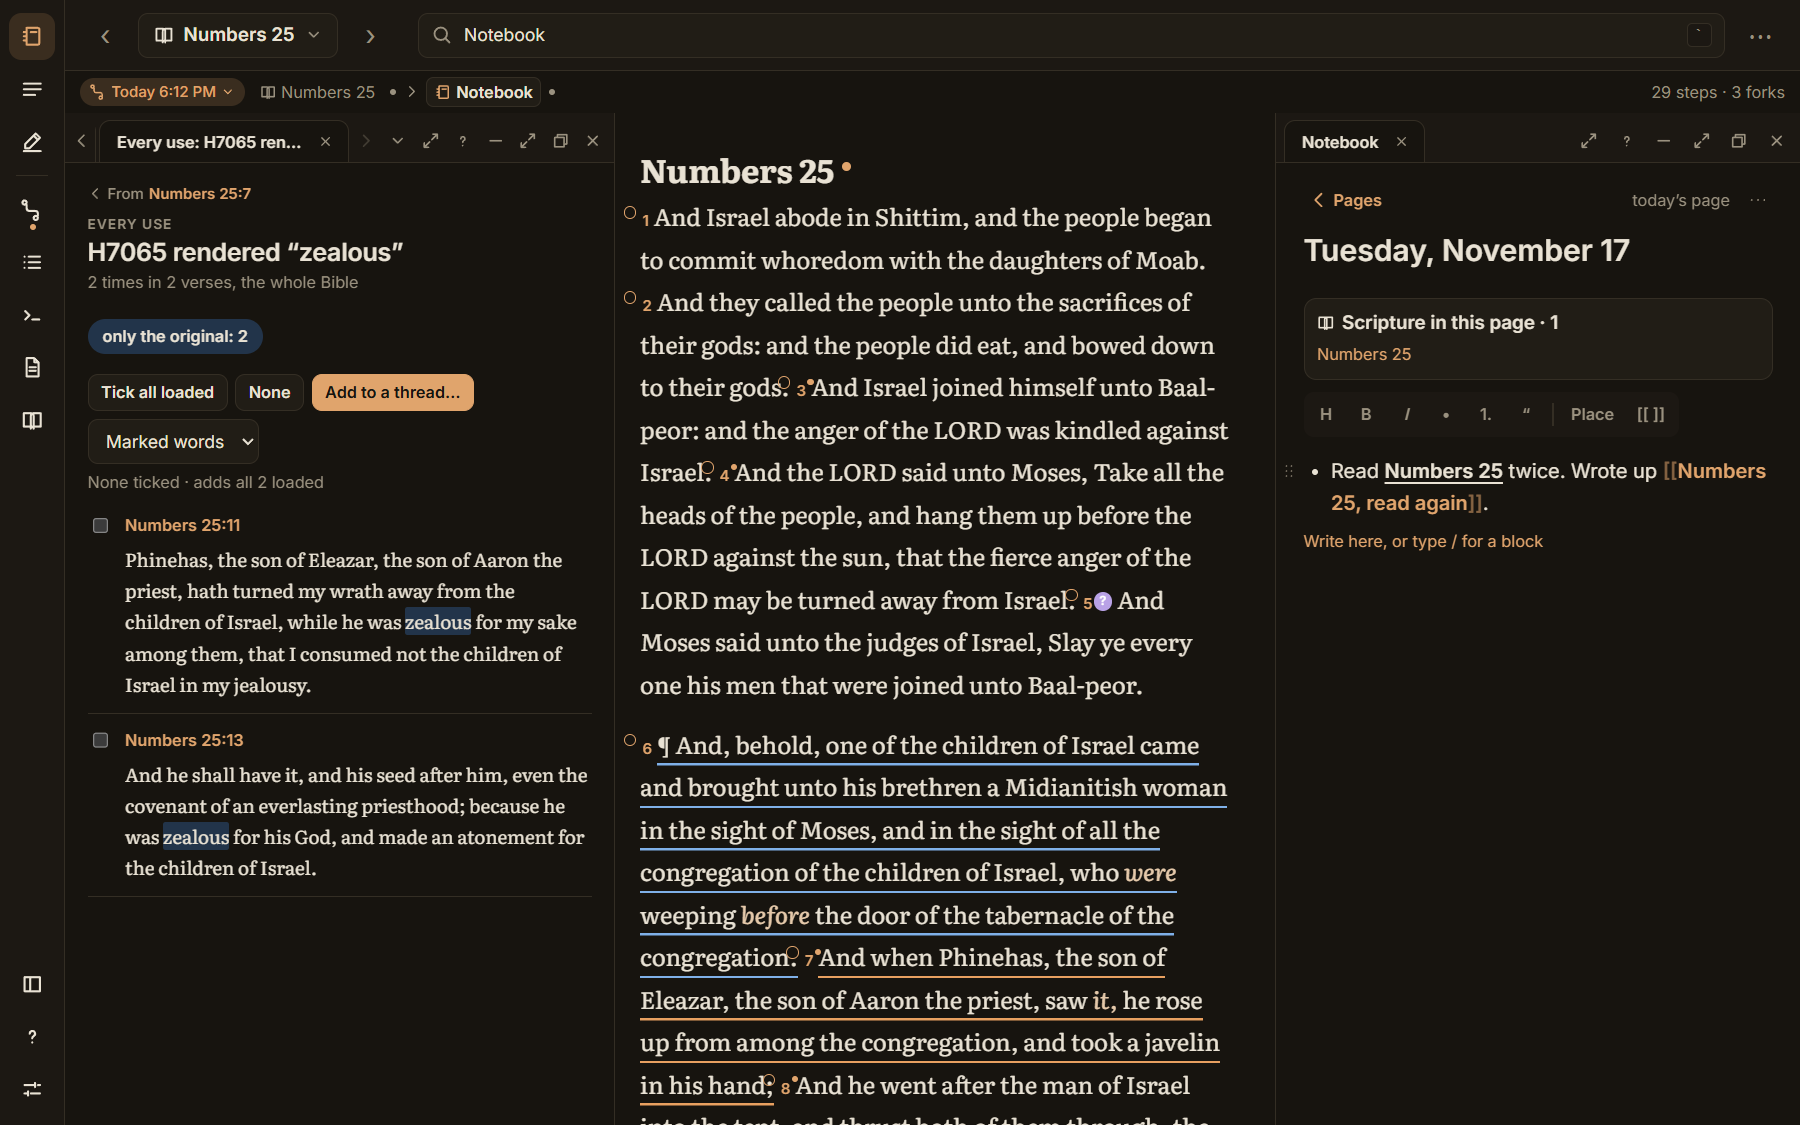 Numbers 25
Notebook
`
Today 6:12 PM
Numbers 25
Notebook
29 steps · 3 forks
Every use: H7065 ren...
?
From Numbers 25:7
EVERY USE
H7065 rendered “zealous”
2 times in 2 verses, the whole Bible
only the original: 2
Tick all loaded
None
Add to a thread...
Marked words
None ticked · adds all 2 loaded
Numbers 25:11
Phinehas, the son of Eleazar, the son of Aaron the
priest, hath turned my wrath away from the
children of Israel, while he was zealous for my sake
among them, that I consumed not the children of
Israel in my jealousy.
Numbers 25:13
And he shall have it, and his seed after him, even the
covenant of an everlasting priesthood; because he
was zealous for his God, and made an atonement for
the children of Israel.
?
Numbers 25
1 And Israel abode in Shittim, and the people began
to commit whoredom with the daughters of Moab.
2 And they called the people unto the sacrifices of
their gods: and the people did eat, and bowed down
to their gods. 3 And Israel joined himself unto Baal-
peor: and the anger of the LORD was kindled against
Israel. 4 And the LORD said unto Moses, Take all the
heads of the people, and hang them up before the
LORD against the sun, that the fierce anger of the
LORD may be turned away from Israel. 5 ? And
Moses said unto the judges of Israel, Slay ye every
one his men that were joined unto Baal-peor.
6 ¶ And, behold, one of the children of Israel came
and brought unto his brethren a Midianitish woman
in the sight of Moses, and in the sight of all the
congregation of the children of Israel, who were
weeping before the door of the tabernacle of the
congregation. 7 And when Phinehas, the son of
Eleazar, the son of Aaron the priest, saw it, he rose
up from among the congregation, and took a javelin
in his hand; 8 And he went after the man of Israel
into the tent, and thrust both of them through, the
Notebook
?
Pages
today’s page
Tuesday, November 17
Scripture in this page · 1
Numbers 25
H B I • 1. “ Place [[ ]]
• Read Numbers 25 twice. Wrote up [[Numbers
25, read again]].
Write here, or type / for a block